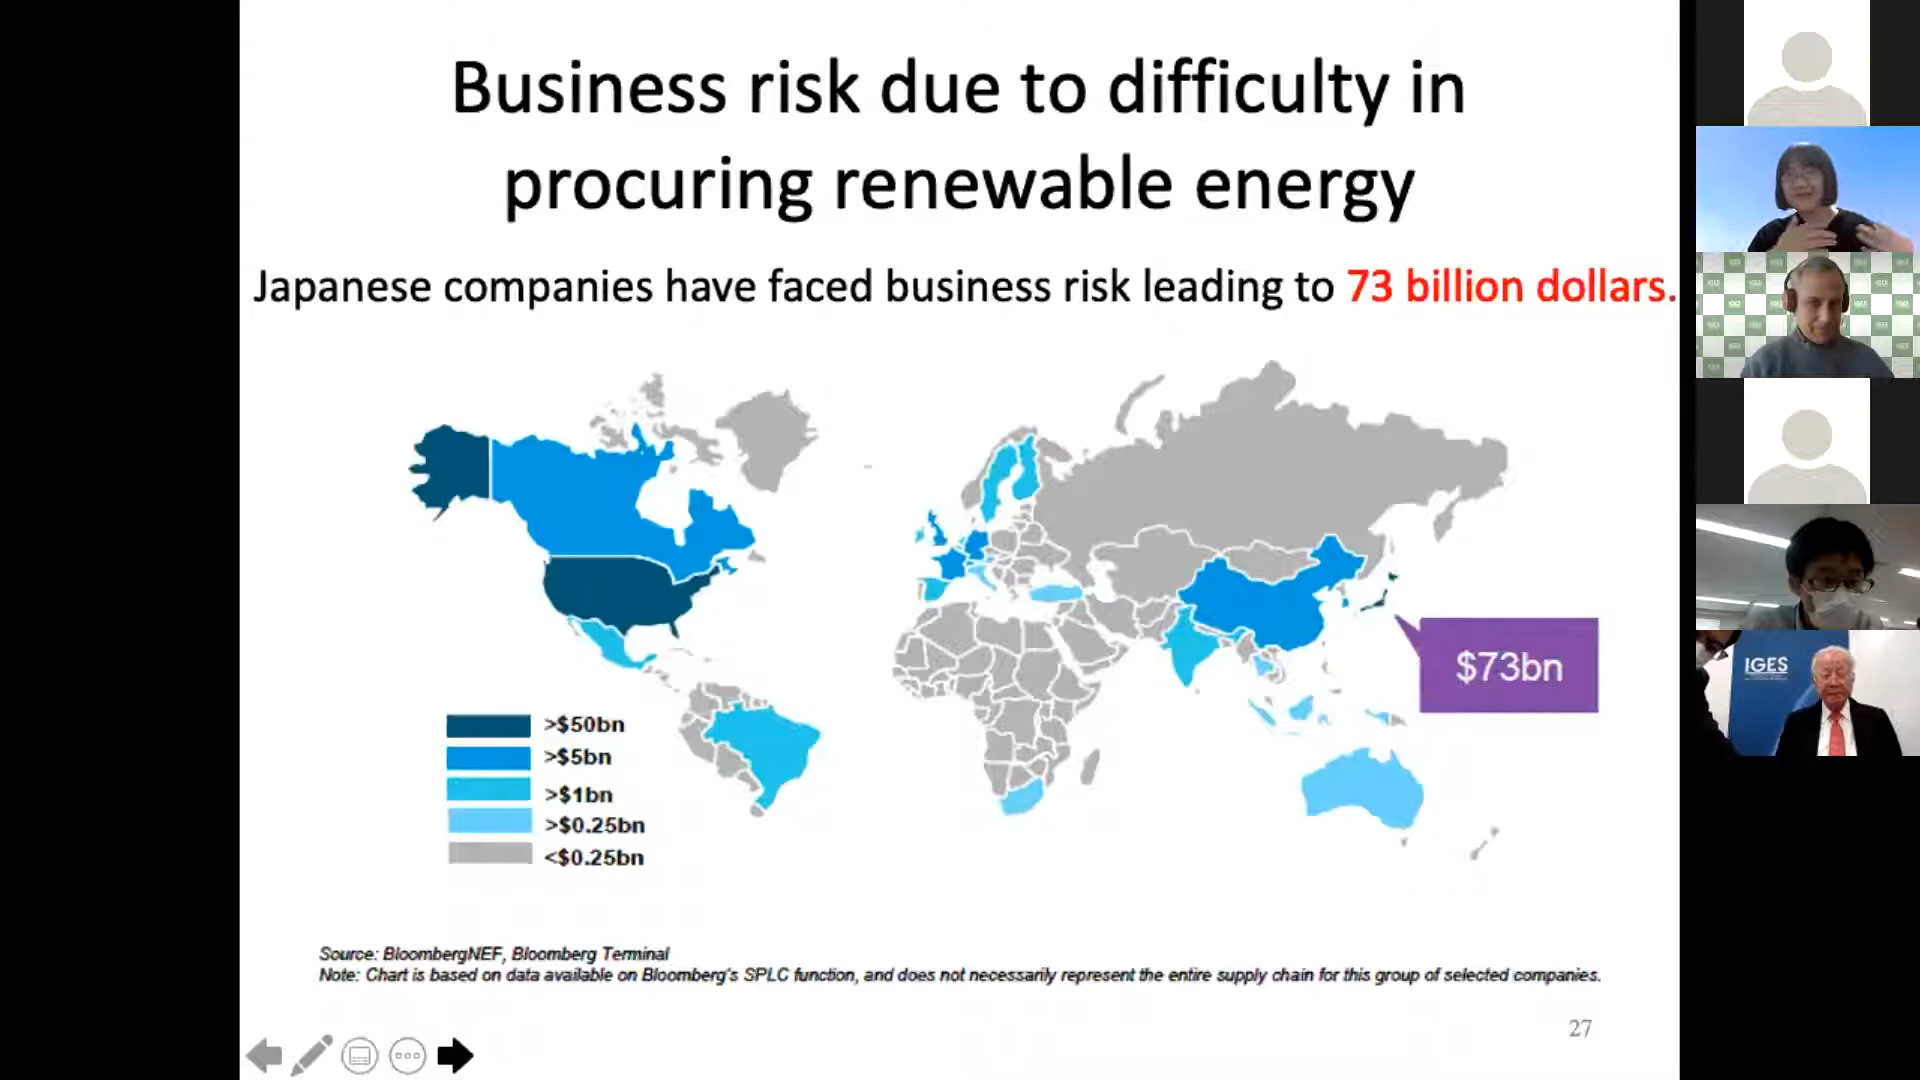 Business risk due to difficulty in
procuring renewable energy
Japanese companies have faced business risk leading to 73 billion dollars.
$73bn
>$50bn
>$5bn
>$1bn
>$0.25bn
<$0.25bn
Source: BloombergNEF, Bloomberg Terminal
Note: Chart is based on data available on Bloomberg's SPLC function, and does not necessarily represent the entire supply chain for this group of selected companies.
27
IGES